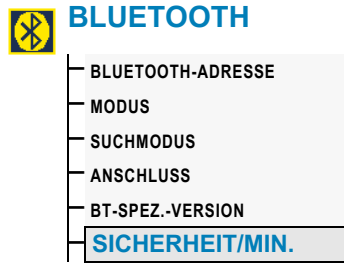 BLUETOOTH
BLUETOOTH-ADRESSE
MODUS
SUCHMODUS
ANSCHLUSS
BT-SPEZ.-VERSION
SICHERHEIT/MIN.